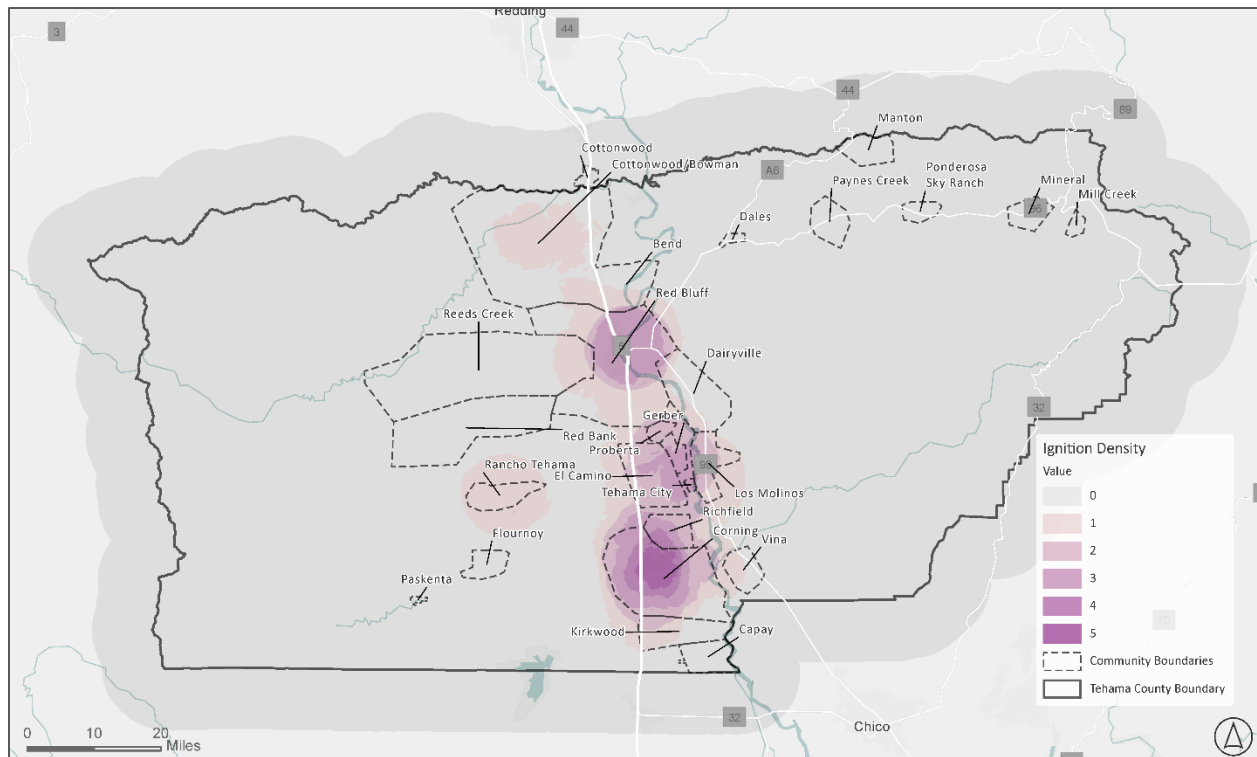 Redding
3
44
44
89
Manton
Cottonwood
Cottonwood/Bowman
A6
Paynes Creek
Ponderosa
Sky Ranch
Mineral
Mill Creek
Dales
Bend
Red Bluff
Reeds Creek
Dairyville
32
Gerber
Red Bank
Proberta
Rancho Tehama
El Camino
99
Tehama City
Los Molinos
Richfield
Corning
Flournoy
Vina
Paskenta
Kirkwood
Capay
32
Chico
Ignition Density
Value
0
1
2
3
4
5
Community Boundaries
Tehama County Boundary
70
0
10
20
Miles